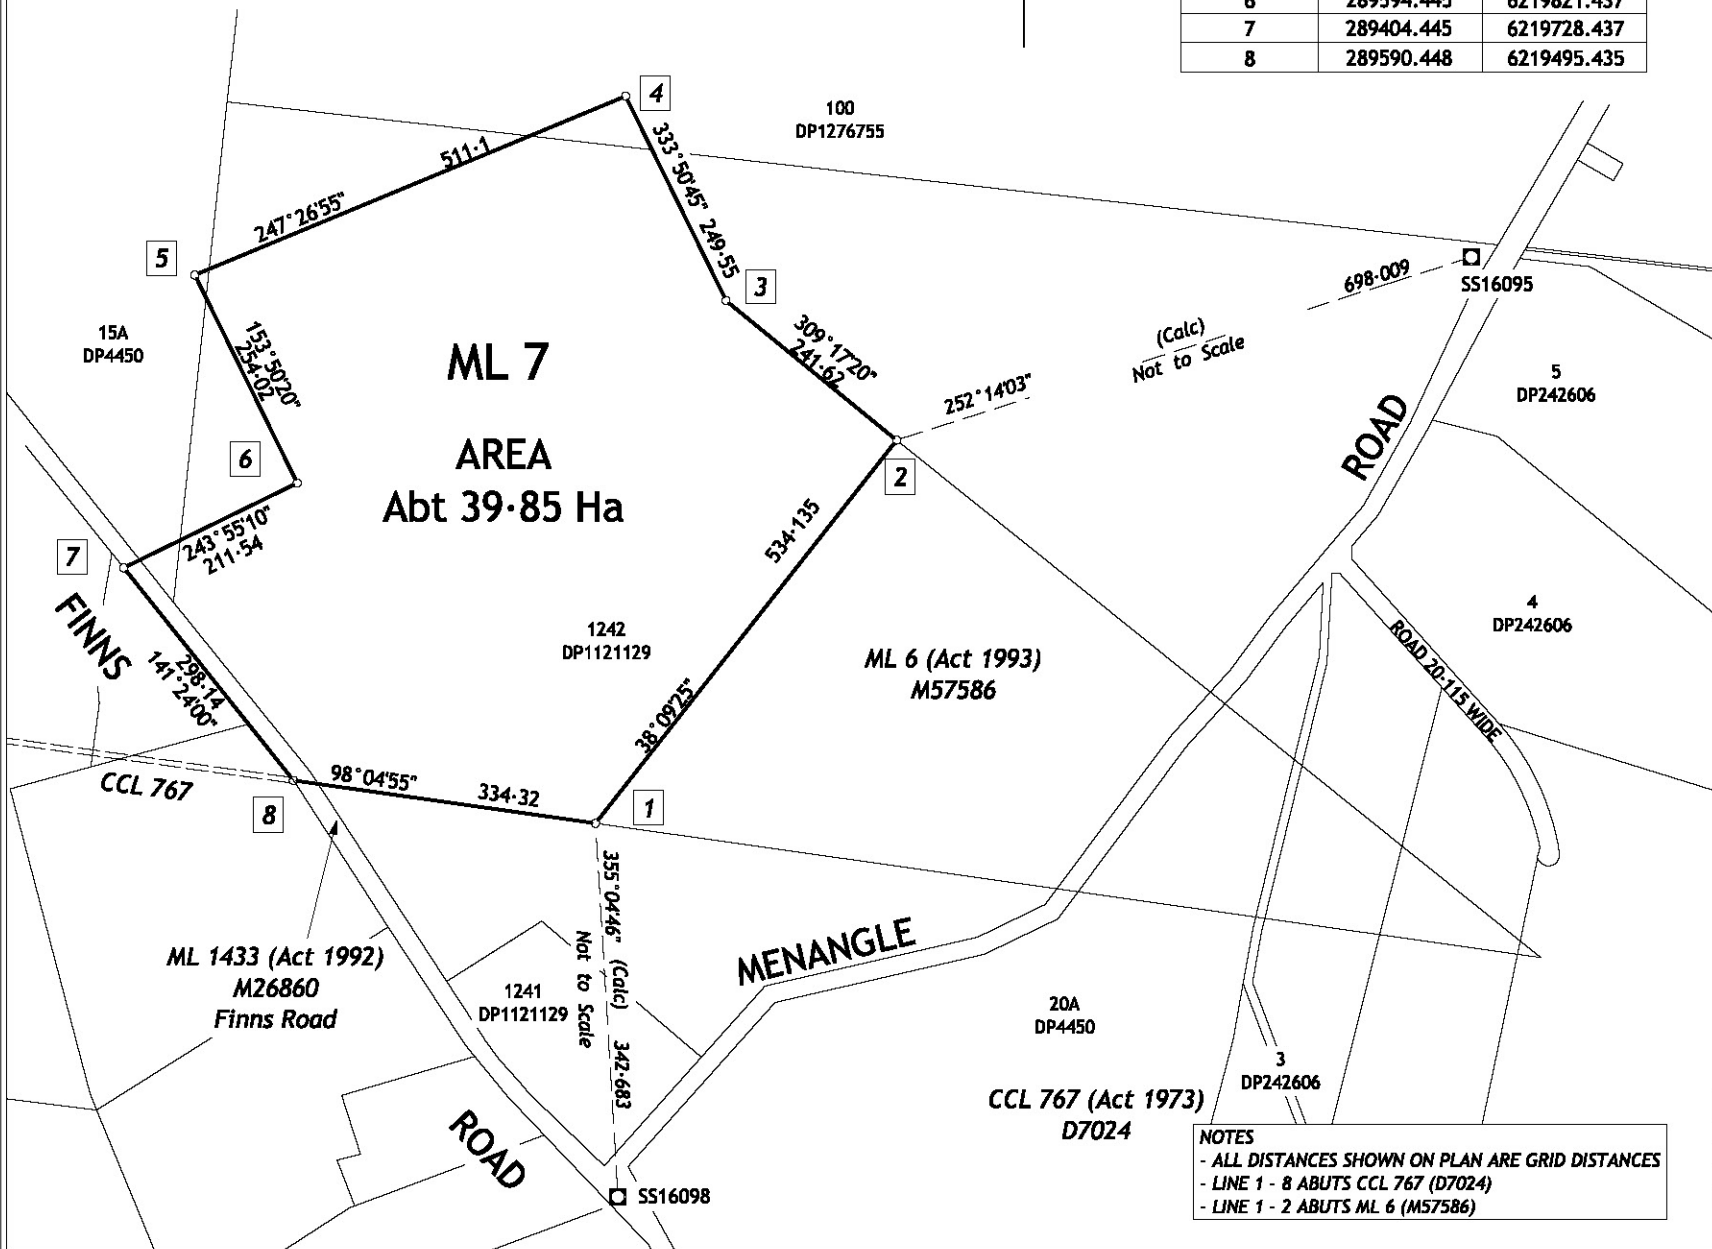 6 289594.445 6219821.437
7 289404.445 6219728.437
8 289590.448 6219495.435
4
100
DP1276755
511·1
333°50'45" 249·55
247°26'55"
5
3
698·009
SS16095
15A
DP4450
153°50'20"
254·02
ML 7
309°17'20"
241·62
(Calc)
Not to Scale
252°14'03"
5
DP242606
ROAD
6
AREA
Abt 39·85 Ha
2
534·135
243°55'10"
211·54
7
FINNS
298·14
141°24'00"
1242
DP1121129
ML 6 (Act 1993)
M57586
4
DP242606
ROAD 20·115 WIDE
38°09'25"
CCL 767
98°04'55" 334·32
8
1
355°04'46" (Calc) 342·683
Not to Scale
ML 1433 (Act 1992)
M26860
Finns Road
MENANGLE
1241
DP1121129
20A
DP4450
3
DP242606
CCL 767 (Act 1973)
D7024
ROAD
SS16098
NOTES
- ALL DISTANCES SHOWN ON PLAN ARE GRID DISTANCES
- LINE 1 - 8 ABUTS CCL 767 (D7024)
- LINE 1 - 2 ABUTS ML 6 (M57586)